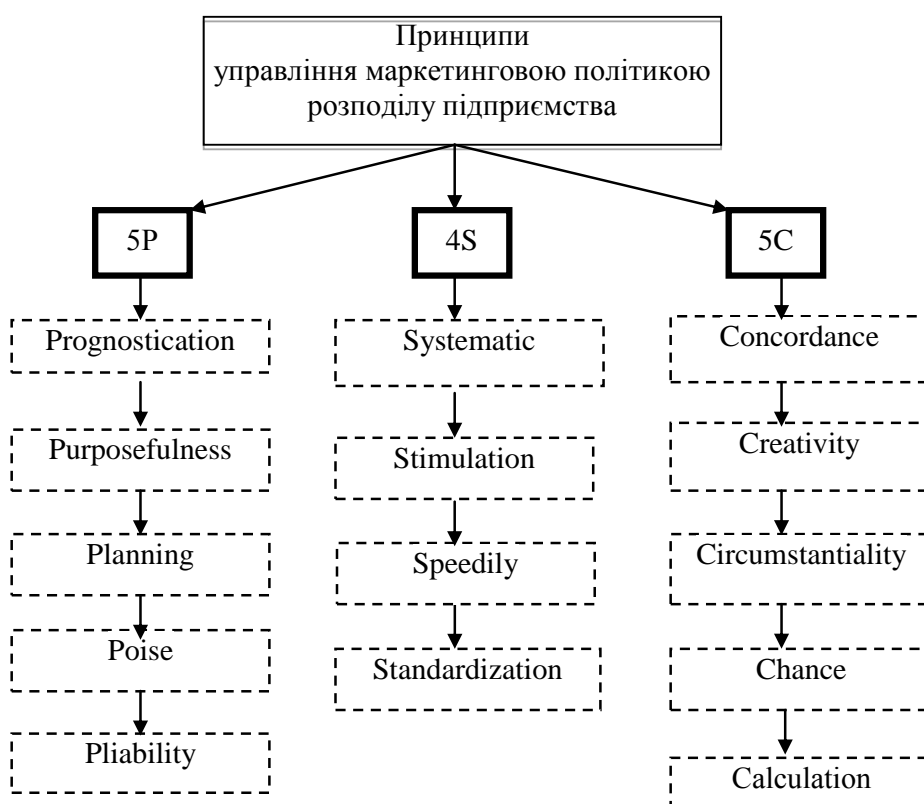 Принципи
управління маркетинговою політикою
розподілу підприємства
5P
4S
5C
Prognostication
Purposefulness
Planning
Poise
Pliability
Systematic
Stimulation
Speedily
Standardization
Concordance
Creativity
Circumstantiality
Chance
Calculation